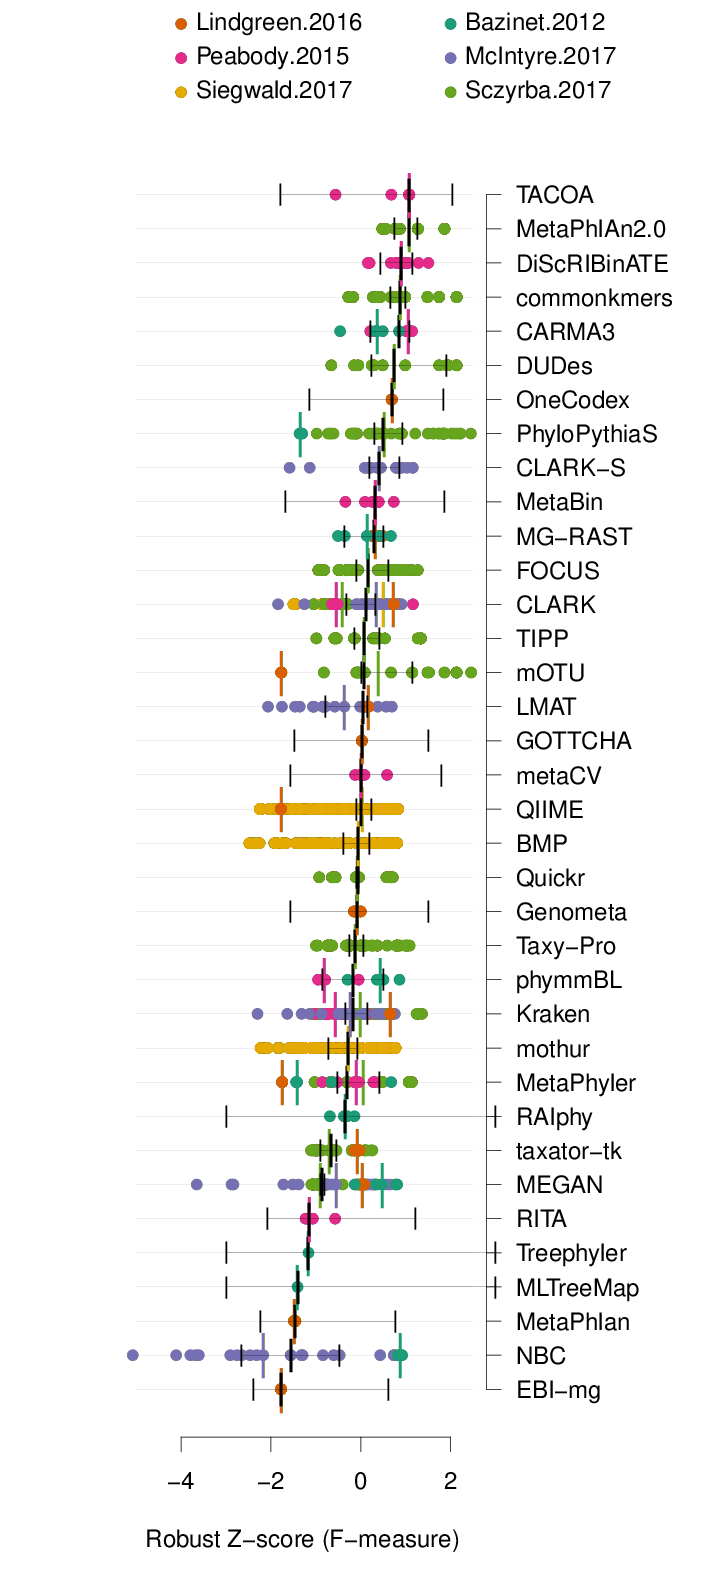 Lindgreen.2016 Bazinet.2012
Peabody.2015 McIntyre.2017
Siegwald.2017 Sczyrba.2017
TACOA
MetaPhlAn2.0
DiScRIBinATE
commonkmers
CARMA3
DUDes
OneCodex
PhyloPythiaS
CLARK−S
MetaBin
MG−RAST
FOCUS
CLARK
TIPP
mOTU
LMAT
GOTTCHA
metaCV
QIIME
BMP
Quickr
Genometa
Taxy−Pro
phymmBL
Kraken
mothur
MetaPhyler
RAIphy
taxator−tk
MEGAN
RITA
Treephyler
MLTreeMap
MetaPhlan
NBC
EBI−mg
−4 −2 0 2
Robust Z−score (F−measure)